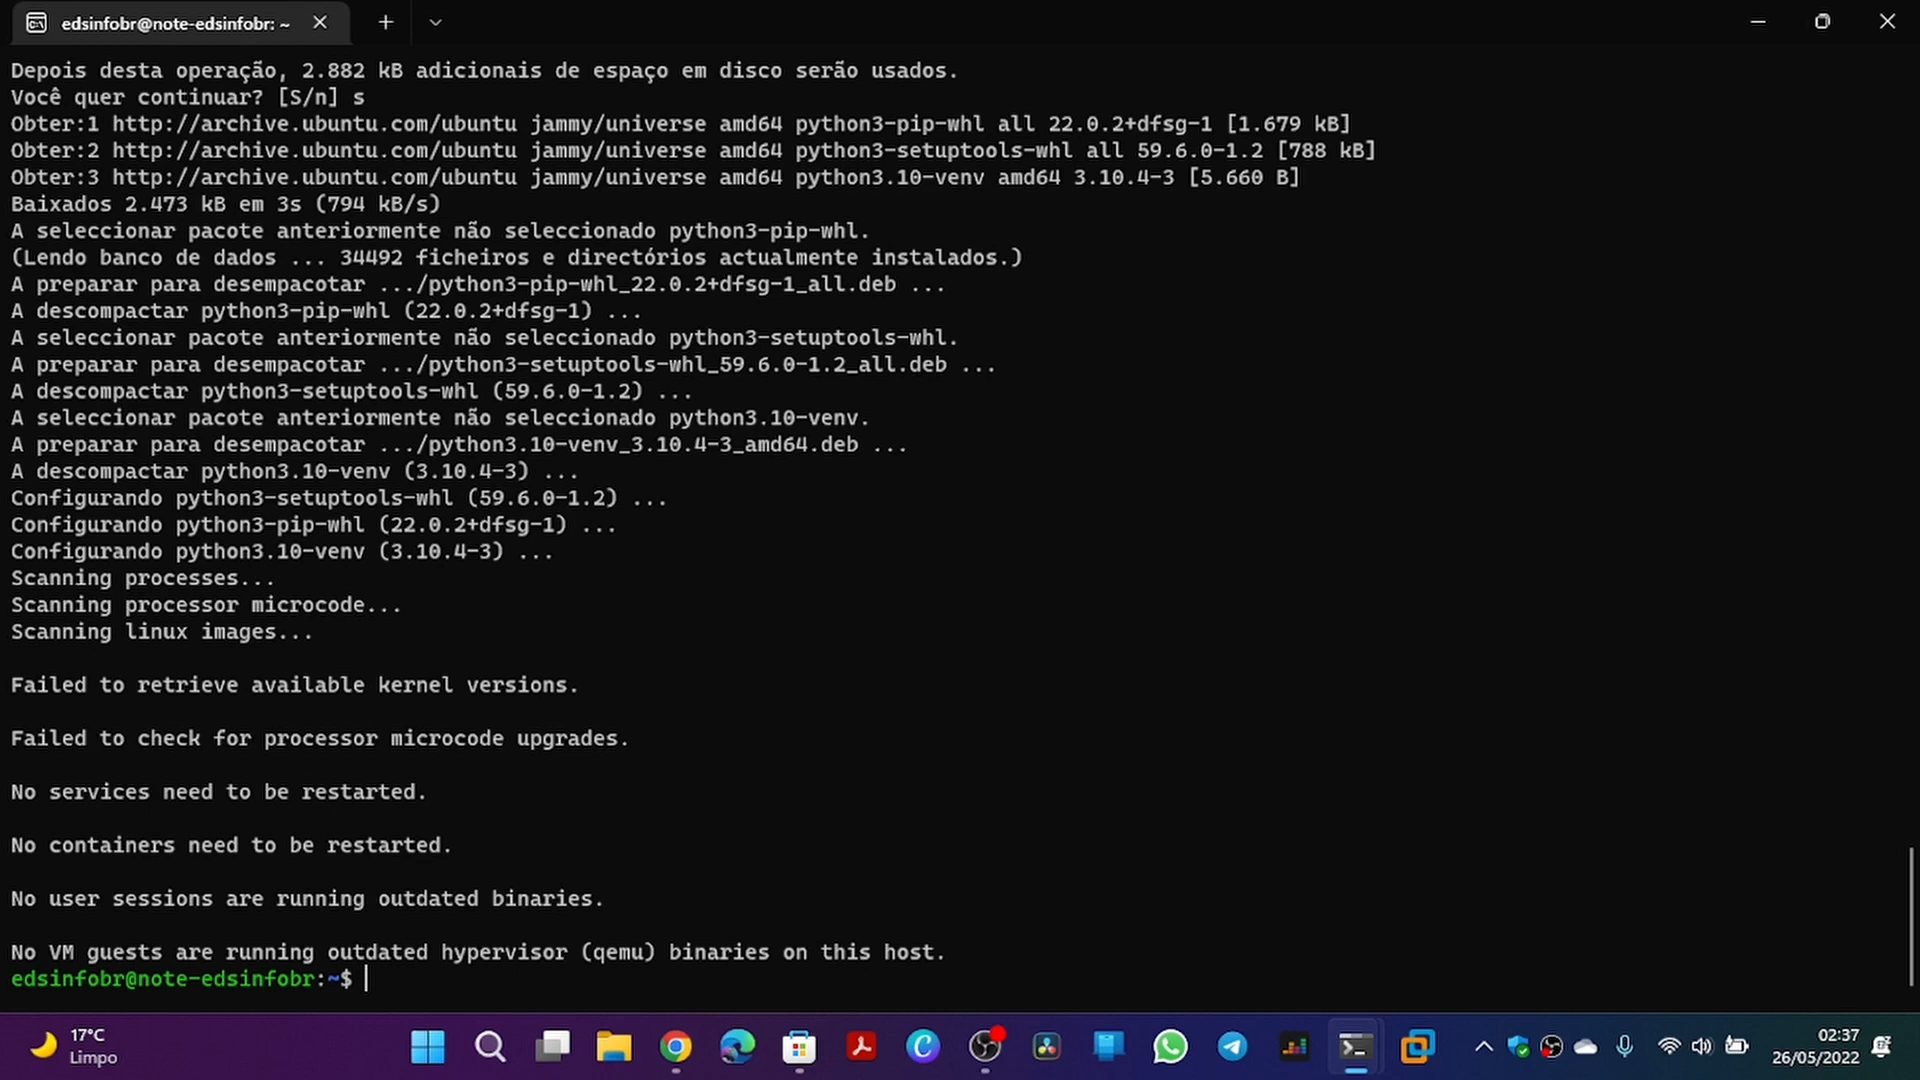 edsinfobr@note-edsinfobr: ~
Depois desta operação, 2.882 kB adicionais de espaço em disco serão usados.
Você quer continuar? [S/n] s
Obter:1 http://archive.ubuntu.com/ubuntu jammy/universe amd64 python3-pip-whl all 22.0.2+dfsg-1 [1.679 kB]
Obter:2 http://archive.ubuntu.com/ubuntu jammy/universe amd64 python3-setuptools-whl all 59.6.0-1.2 [788 kB]
Obter:3 http://archive.ubuntu.com/ubuntu jammy/universe amd64 python3.10-venv amd64 3.10.4-3 [5.660 B]
Baixados 2.473 kB em 3s (794 kB/s)
A seleccionar pacote anteriormente não seleccionado python3-pip-whl.
(Lendo banco de dados ... 34492 ficheiros e directórios actualmente instalados.)
A preparar para desempacotar .../python3-pip-whl_22.0.2+dfsg-1_all.deb ...
A descompactar python3-pip-whl (22.0.2+dfsg-1) ...
A seleccionar pacote anteriormente não seleccionado python3-setuptools-whl.
A preparar para desempacotar .../python3-setuptools-whl_59.6.0-1.2_all.deb ...
A descompactar python3-setuptools-whl (59.6.0-1.2) ...
A seleccionar pacote anteriormente não seleccionado python3.10-venv.
A preparar para desempacotar .../python3.10-venv_3.10.4-3_amd64.deb ...
A descompactar python3.10-venv (3.10.4-3) ...
Configurando python3-setuptools-whl (59.6.0-1.2) ...
Configurando python3-pip-whl (22.0.2+dfsg-1) ...
Configurando python3.10-venv (3.10.4-3) ...
Scanning processes...
Scanning processor microcode...
Scanning linux images...
Failed to retrieve available kernel versions.
Failed to check for processor microcode upgrades.
No services need to be restarted.
No containers need to be restarted.
No user sessions are running outdated binaries.
No VM guests are running outdated hypervisor (qemu) binaries on this host.
edsinfobr@note-edsinfobr:~$
17°C
Limpo
02:37
26/05/2022